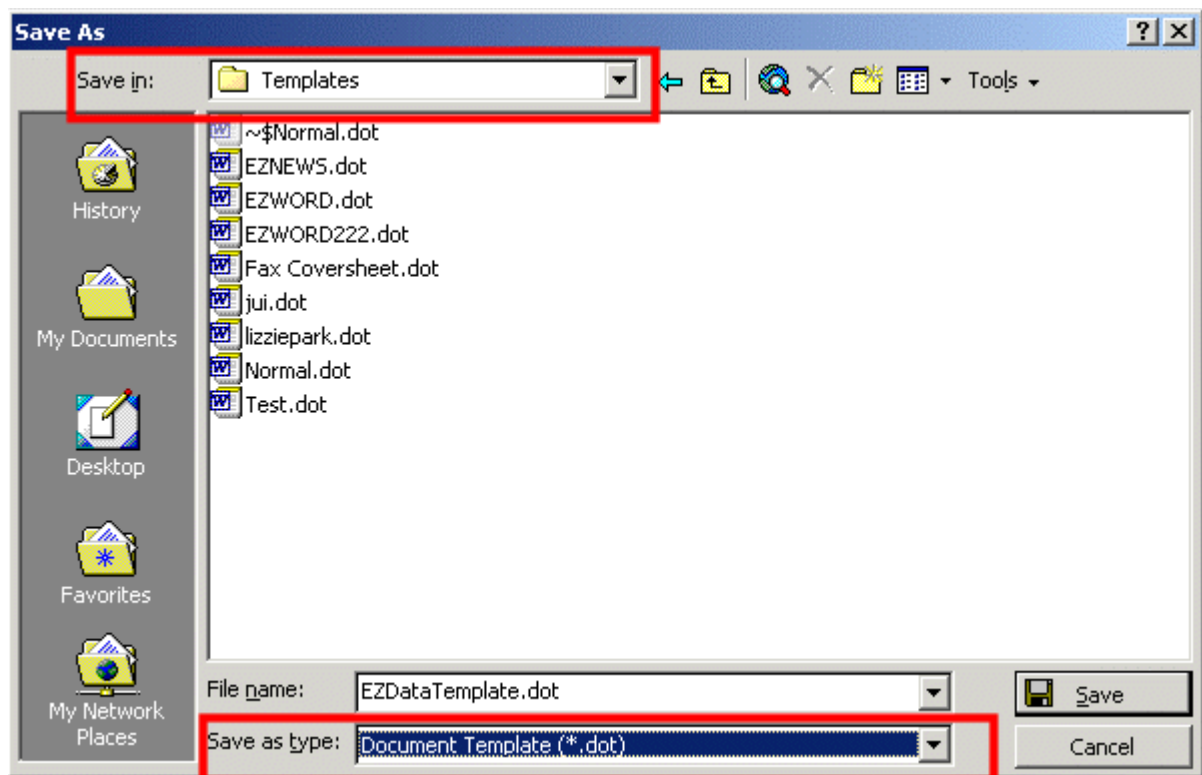 Save As
Save in:
Templates
Tools
~$Normal.dot
EZNEWS.dot
EZWORD.dot
EZWORD222.dot
Fax Coversheet.dot
jui.dot
lizziepark.dot
Normal.dot
Test.dot
History
My Documents
Desktop
Favorites
My Network
Places
File name:
EZDataTemplate.dot
Save
Save as type:
Document Template (*.dot)
Cancel